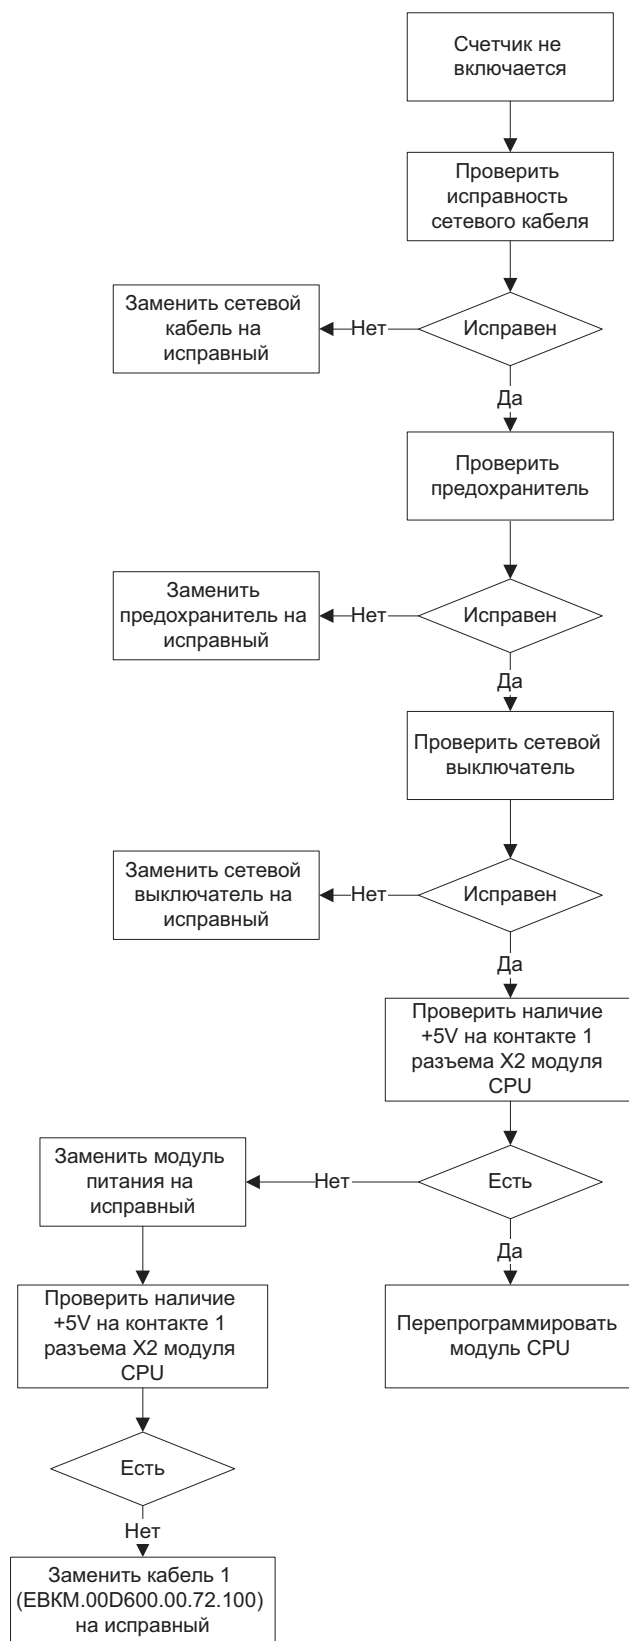 Счетчик не
включается
Проверить
исправность
сетевого кабеля
Заменить сетевой
кабель на
исправный
Нет
Исправен
Да
Проверить
предохранитель
Заменить
предохранитель на
исправный
Нет
Исправен
Да
Проверить сетевой
выключатель
Заменить сетевой
выключатель на
исправный
Нет
Исправен
Да
Проверить наличие
+5V на контакте 1
разъема X2 модуля
CPU
Заменить модуль
питания на
исправный
Нет
Есть
Да
Проверить наличие
+5V на контакте 1
разъема X2 модуля
CPU
Перепрограммировать
модуль CPU
Есть
Нет
Заменить кабель 1
(ЕВКМ.00D600.00.72.100)
на исправный